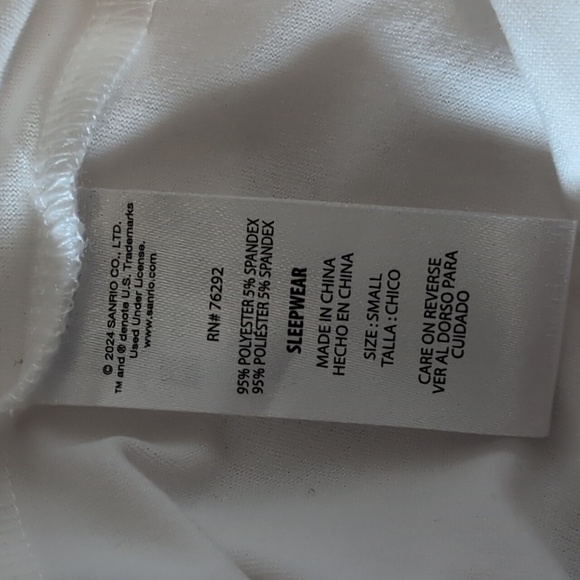 © 2024 SANRIO CO., LTD.
TM and ® denote U.S. Trademarks
Used Under License.
www.sanrio.com
RN# 76292
95% POLYESTER 5% SPANDEX
95% POLIÉSTER 5% SPANDEX
SLEEPWEAR
MADE IN CHINA
HECHO EN CHINA
SIZE : SMALL
TALLA : CHICO
CARE ON REVERSE
VER AL DORSO PARA
CUIDADO